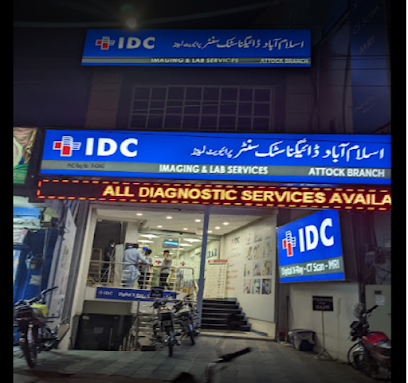 IDC
اسلام آباد ڈائیگناسٹک سنٹر پرائیویٹ لمیٹڈ
IMAGING & LAB SERVICES ATTOCK BRANCH
IDC
اسلام آباد ڈائیگناسٹک سنٹر پرائیویٹ لمیٹڈ
IMAGING & LAB SERVICES ATTOCK BRANCH
ALL DIAGNOSTIC SERVICES AVAILA
IDC
Digital X-Ray - CT Scan - MRI
IDC